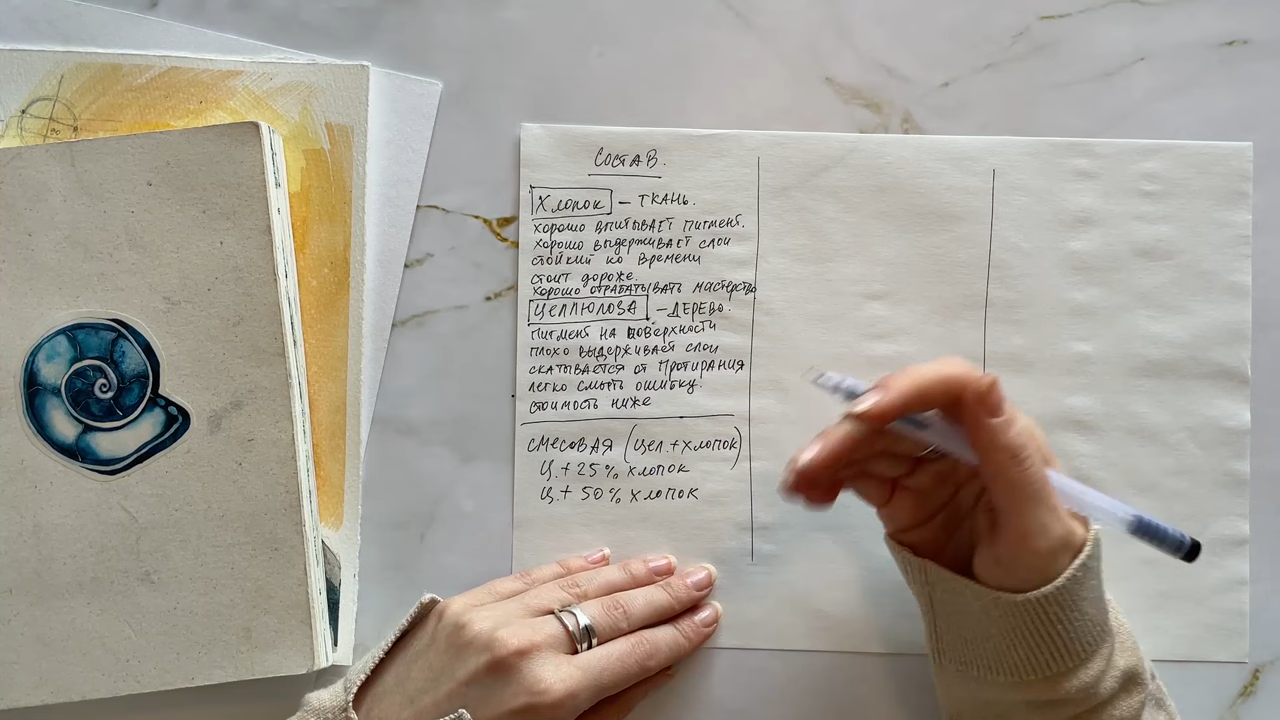 СОСТАВ.
Хлопок — ТКАНЬ.
хорошо впитывает пигмент.
хорошо выдерживает слои
стойкий ко времени
стоит дороже.
хорошо отрабатывать мастерство
ЦЕЛЛЮЛОЗА — ДЕРЕВО.
пигмент на поверхности
плохо выдерживает слои
скатывается от протирания
легко смыть ошибку.
стоимость ниже
СМЕСОВАЯ (цел.+хлопок)
Ц.+ 25% хлопок
Ц.+ 50% хлопок
90